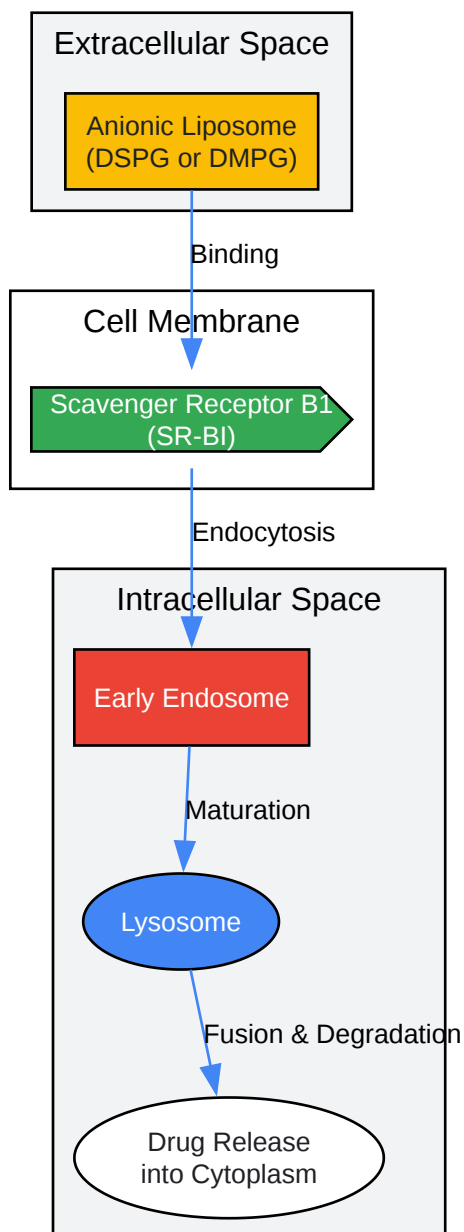 Extracellular Space
Anionic Liposome
(DSPG or DMPG)
Binding
Cell Membrane
Scavenger Receptor B1
(SR-BI)
Endocytosis
Intracellular Space
Early Endosome
Maturation
Lysosome
Fusion & Degradation
Drug Release
into Cytoplasm